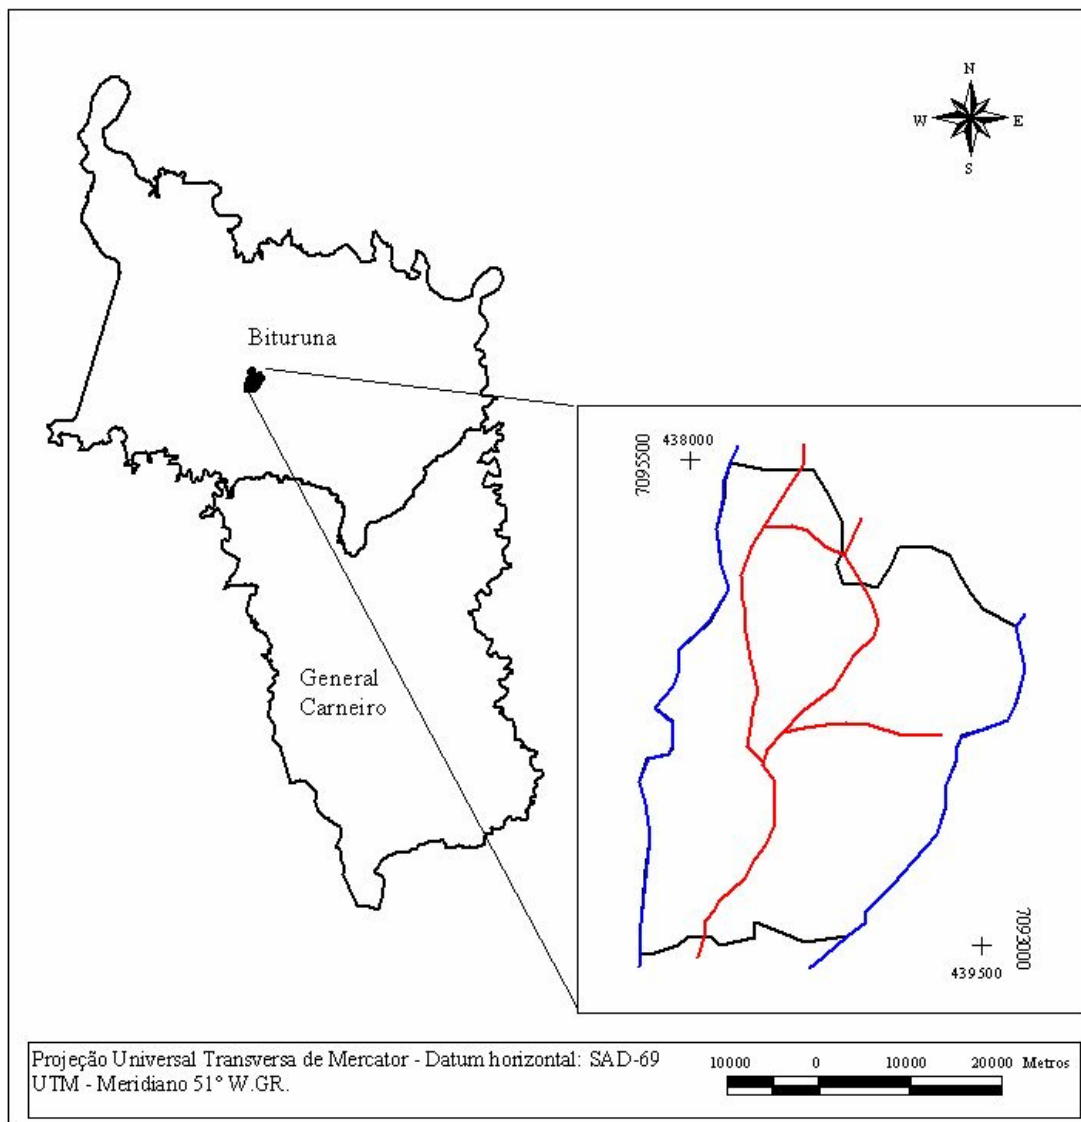 N
W E
S
Bituruna
7095500
438000
General
Carneiro
7093000
439500
Projeção Universal Transversa de Mercator - Datum horizontal: SAD-69
UTM - Meridiano 51° W.GR.
10000 0 10000 20000 Metros